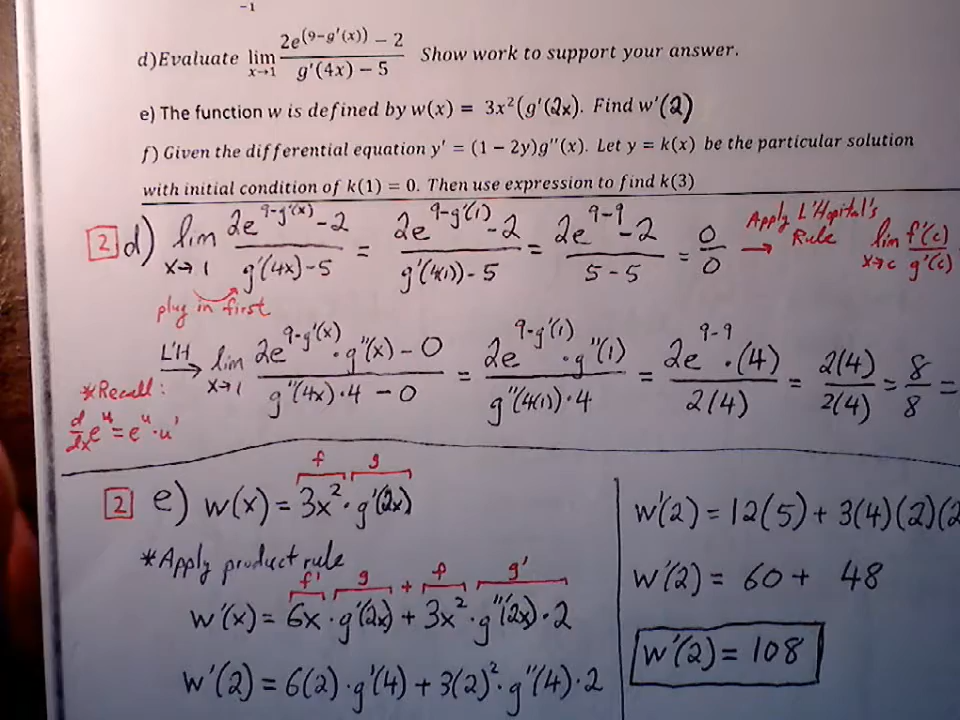 -1
d)Evaluate lim x→1 2e^(9−g'(x)) − 2 / g'(4x) − 5 Show work to support your answer.
e) The function w is defined by w(x) = 3x²(g'(2x). Find w'(2)
f) Given the differential equation y' = (1 − 2y)g''(x). Let y = k(x) be the particular solution
with initial condition of k(1) = 0. Then use expression to find k(3)
2 d) lim x→1 2e^9-g'(x) -2 / g'(4x)-5 = 2e^9-g'(1) -2 / g'(4(1))-5 = 2e^9-9 -2 / 5-5 = 0/0 Apply L'Hopital's Rule → lim x→c f'(c) / g'(c)
plug in first
L'H → lim x→1 2e^9-g'(x) · g''(x) - 0 / g''(4x)·4 - 0 = 2e^9-g'(1) · g''(1) / g''(4(1))·4 = 2e^9-9 · (4) / 2(4) = 2(4) / 2(4) = 8/8 =
*Recall:
d/dx e^u = e^u · u'
f g
2 e) w(x) = 3x² · g'(2x)
*Apply product rule
f' g + f g'
w'(x) = 6x · g'(2x) + 3x² · g''(2x) · 2
w'(2) = 6(2) · g'(4) + 3(2)² · g''(4) · 2
w'(2) = 12(5) + 3(4)(2)(2
w'(2) = 60 + 48
w'(2) = 108